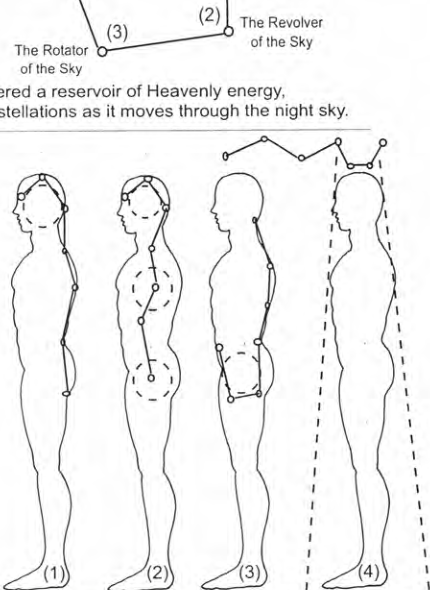 (2)
The Revolver
of the Sky
(3)
The Rotator
of the Sky
ered a reservoir of Heavenly energy,
stellations as it moves through the night sky.
(1)
(2)
(3)
(4)